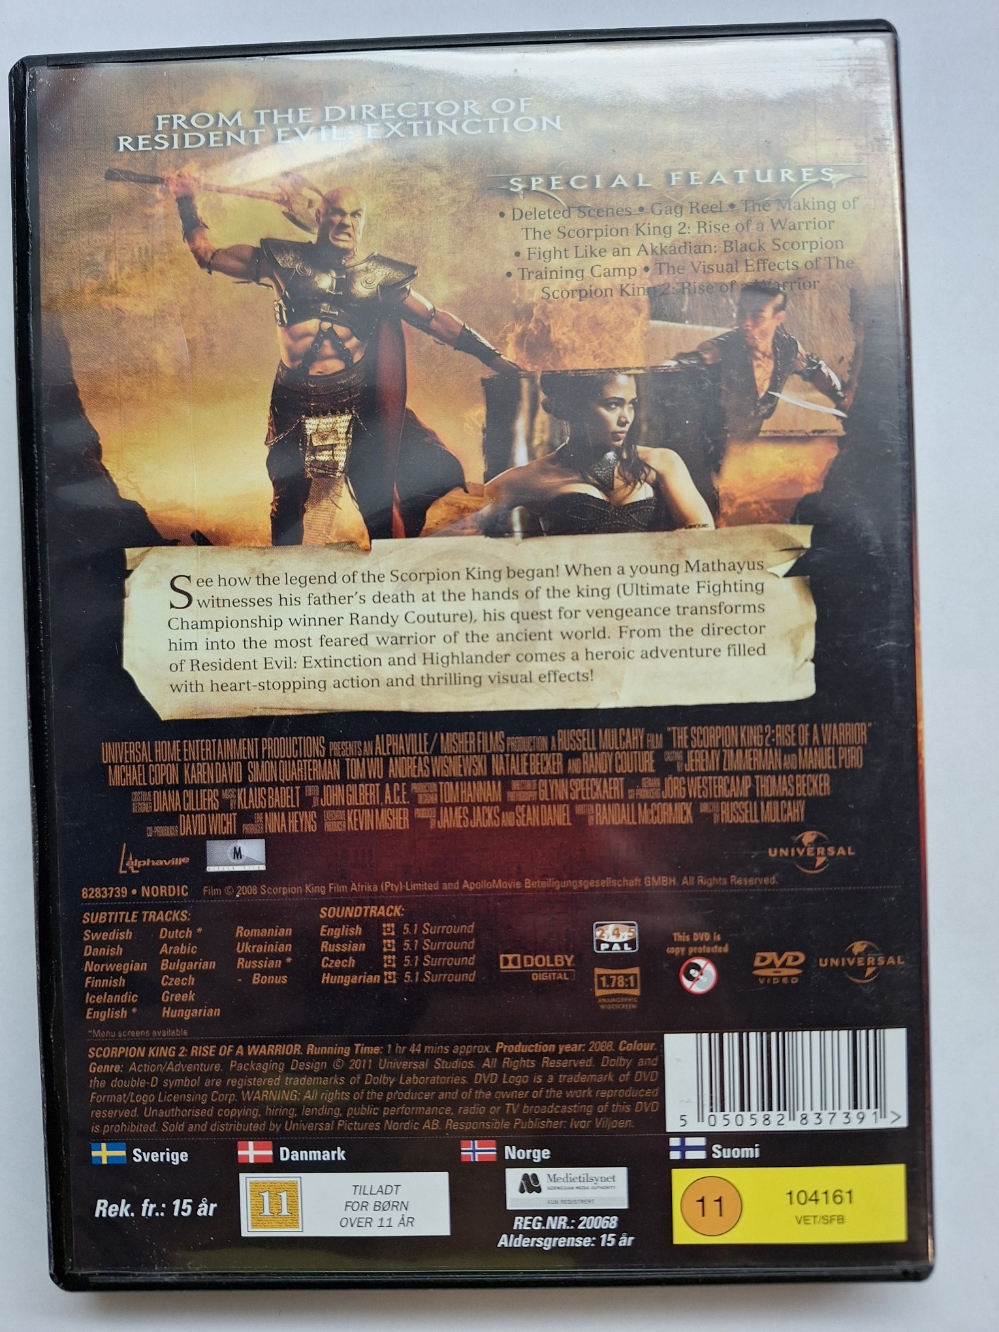 FROM THE DIRECTOR OF
RESIDENT EVIL: EXTINCTION
SPECIAL FEATURES
• Deleted Scenes • Gag Reel • The Making of
The Scorpion King 2: Rise of a Warrior
• Fight Like an Akkadian: Black Scorpion
• Training Camp • The Visual Effects of The
Scorpion King 2: Rise of a Warrior
See how the legend of the Scorpion King began! When a young Mathayus
witnesses his father's death at the hands of the king (Ultimate Fighting
Championship winner Randy Couture), his quest for vengeance transforms
him into the most feared warrior of the ancient world. From the director
of Resident Evil: Extinction and Highlander comes a heroic adventure filled
with heart-stopping action and thrilling visual effects!
UNIVERSAL HOME ENTERTAINMENT PRODUCTIONS PRESENTS AN ALPHAVILLE / MISHER FILMS PRODUCTION A RUSSELL MULCAHY FILM "THE SCORPION KING 2: RISE OF A WARRIOR"
MICHAEL COPON KAREN DAVID SIMON QUARTERMAN TOM WU ANDREAS WISNIEWSKI NATALIE BECKER AND RANDY COUTURE CASTING BY JEREMY ZIMMERMAN AND MANUEL PURO
COSTUME DESIGNER DIANA CILLIERS MUSIC BY KLAUS BADELT EDITED BY JOHN GILBERT, A.C.E. PRODUCTION DESIGNER TOM HANNAM DIRECTOR OF PHOTOGRAPHY GLYNN SPEECKAERT GERMAN CO-PRODUCER JÖRG WESTERCAMP THOMAS BECKER
CO-PRODUCER DAVID WICHT LINE PRODUCER NINA HEYNS EXECUTIVE PRODUCER KEVIN MISHER PRODUCED BY JAMES JACKS AND SEAN DANIEL WRITTEN BY RANDALL McCORMICK DIRECTED BY RUSSELL MULCAHY
alphaville
M
UNIVERSAL
8283739 • NORDIC Film © 2008 Scorpion King Film Afrika (Pty) Limited and ApolloMovie Beteiligungsgesellschaft GMBH. All Rights Reserved.
SUBTITLE TRACKS:
Swedish Dutch * Romanian
Danish Arabic Ukrainian
Norwegian Bulgarian Russian *
Finnish Czech - Bonus
Icelandic Greek
English * Hungarian
*Menu screens available
SOUNDTRACK:
English 5.1 Surround
Russian 5.1 Surround
Czech 5.1 Surround
Hungarian 5.1 Surround
DOLBY
DIGITAL
2.4.5
PAL
1.78:1
ANAMORPHIC
WIDESCREEN
This DVD is
copy protected
DVD
VIDEO
UNIVERSAL
SCORPION KING 2: RISE OF A WARRIOR. Running Time: 1 hr 44 mins approx. Production year: 2008. Colour.
Genre: Action/Adventure. Packaging Design © 2011 Universal Studios. All Rights Reserved. Dolby and
the double-D symbol are registered trademarks of Dolby Laboratories. DVD Logo is a trademark of DVD
Format/Logo Licensing Corp. WARNING: All rights of the producer and of the owner of the work reproduced
reserved. Unauthorised copying, hiring, lending, public performance, radio or TV broadcasting of this DVD
is prohibited. Sold and distributed by Universal Pictures Nordic AB. Responsible Publisher: Ivar Viljoen.
5 050582 837391 >
Sverige Danmark Norge Suomi
Rek. fr.: 15 år
11
TILLADT
FOR BØRN
OVER 11 ÅR
Medietilsynet
NORWEGIAN MEDIA AUTHORITY
REG.NR.: 20068
Aldersgrense: 15 år
11
104161
VET/SFB